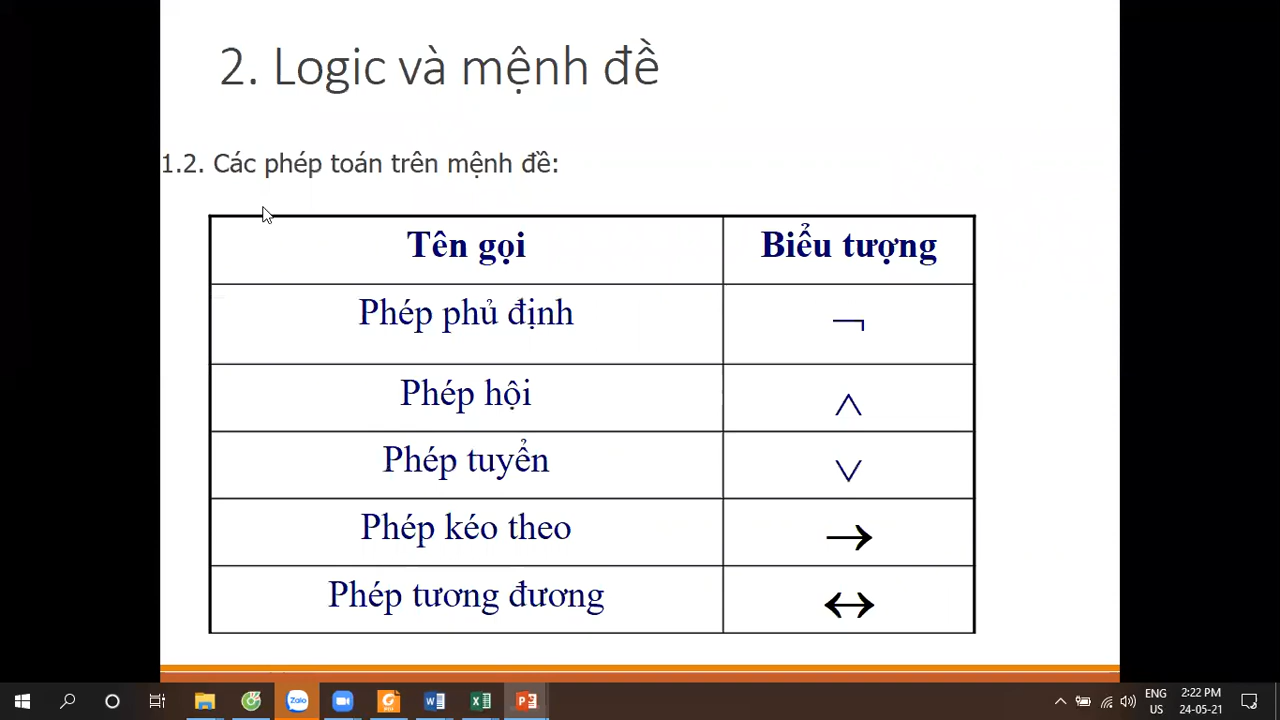 2. Logic và mệnh đề
1.2. Các phép toán trên mệnh đề:
Tên gọi Biểu tượng
Phép phủ định ¬
Phép hội ∧
Phép tuyển ∨
Phép kéo theo →
Phép tương đương ↔
Zalo
ENG 2:22 PM
US 24-05-21